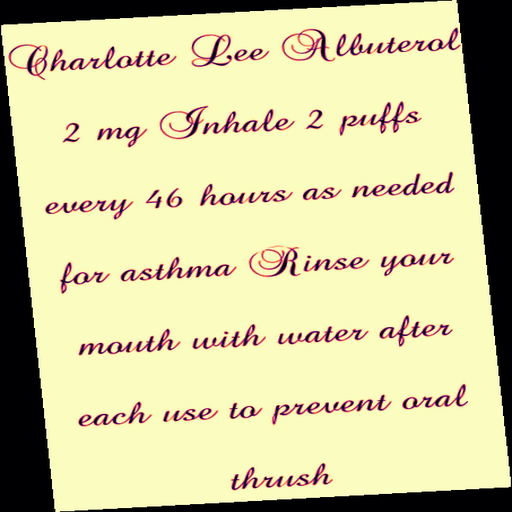 Charlotte Lee Albuterol
2 mg Inhale 2 puffs
every 46 hours as needed
for asthma Rinse your
mouth with water after
each use to prevent oral
thrush